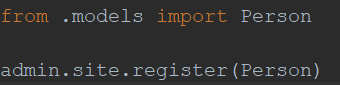 from .models import Person
admin.site.register(Person)